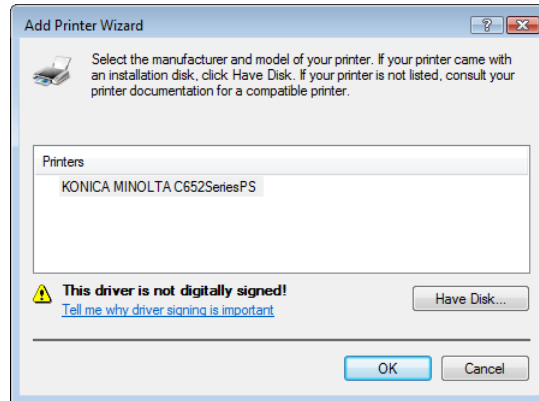 Add Printer Wizard
Select the manufacturer and model of your printer. If your printer came with
an installation disk, click Have Disk. If your printer is not listed, consult your
printer documentation for a compatible printer.
Printers
KONICA MINOLTA C652SeriesPS
This driver is not digitally signed!
Tell me why driver signing is important
Have Disk...
OK
Cancel